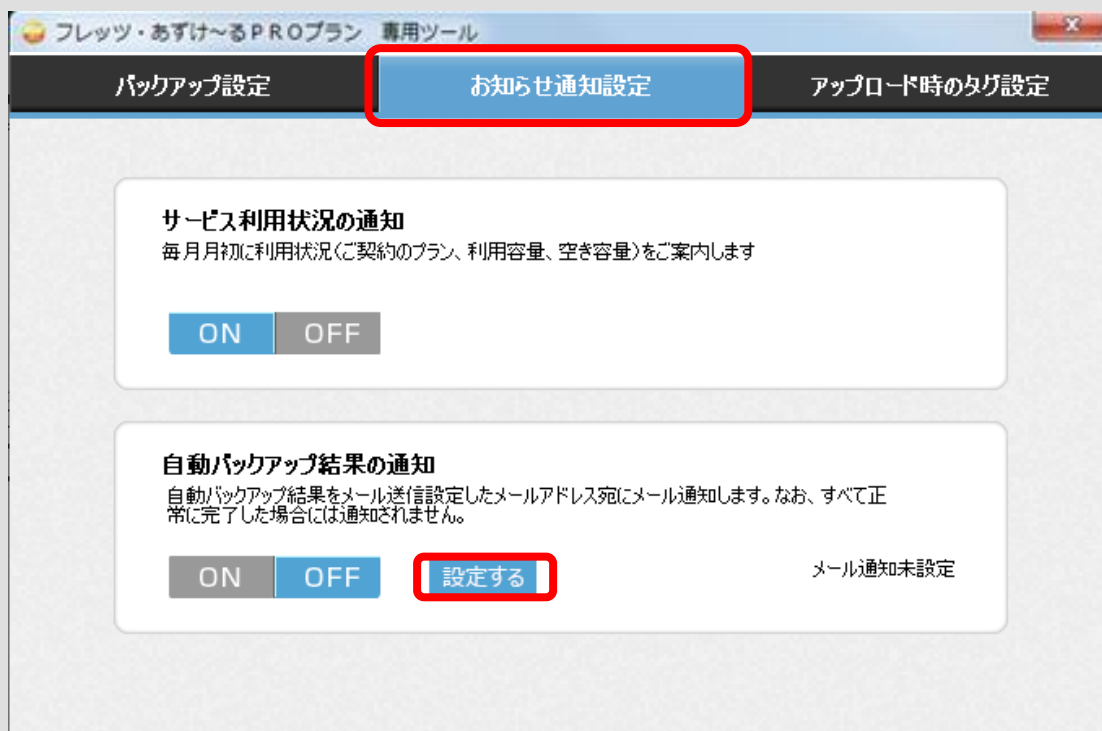 フレッツ・あずけ～るPROプラン 専用ツール
バックアップ設定
お知らせ通知設定
アップロード時のタグ設定
サービス利用状況の通知
毎月月初に利用状況(ご契約のプラン、利用容量、空き容量)をご案内します
ON OFF
自動バックアップ結果の通知
自動バックアップ結果をメール送信設定したメールアドレス宛にメール通知します。なお、すべて正
常に完了した場合には通知されません。
ON OFF 設定する メール通知未設定